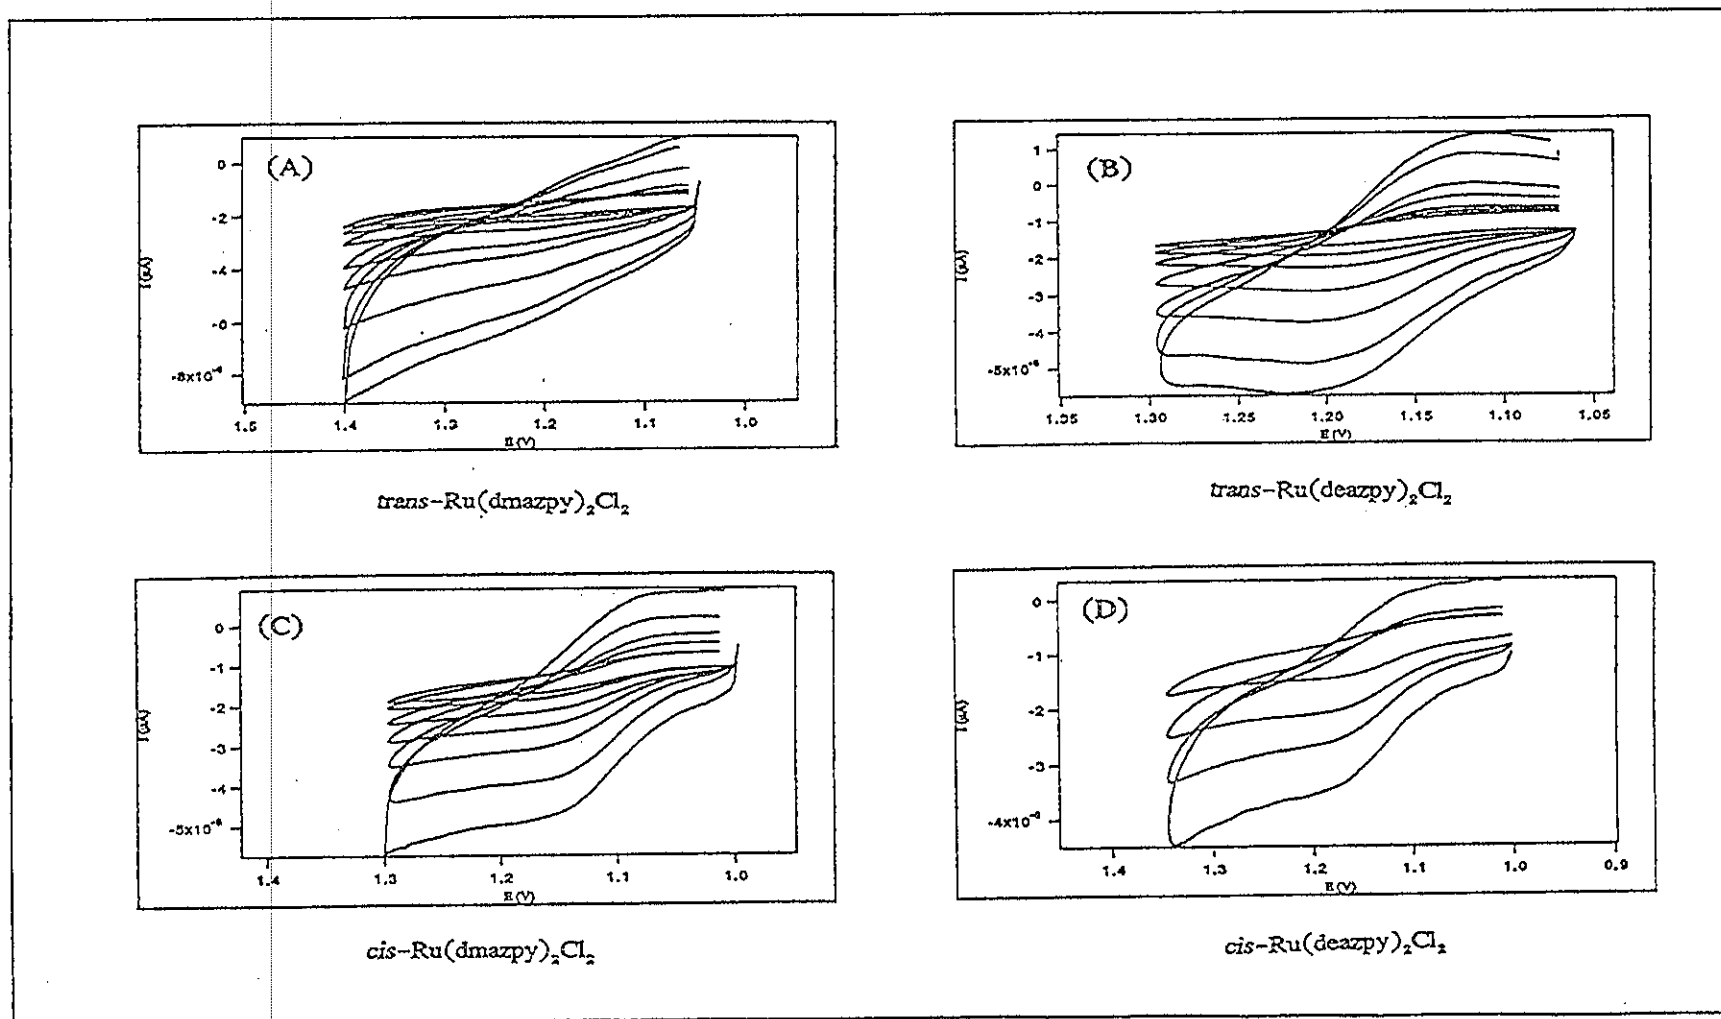 (A)
0
-2
-4
-6
-8x10⁻⁶
I (µA)
1.5 1.4 1.3 1.2 1.1 1.0
E (V)
trans-Ru(dmazpy)₂Cl₂
(B)
1
0
-1
-2
-3
-4
-5x10⁻⁶
I (µA)
1.35 1.30 1.25 1.20 1.15 1.10 1.05
E (V)
trans-Ru(deazpy)₂Cl₂
(C)
0
-1
-2
-3
-4
-5x10⁻⁶
I (µA)
1.4 1.3 1.2 1.1 1.0
E (V)
cis-Ru(dmazpy)₂Cl₂
(D)
0
-1
-2
-3
I (µA)
1.4 1.3 1.2 1.1 1.0 0.9
E (V)
cis-Ru(deazpy)₂Cl₂